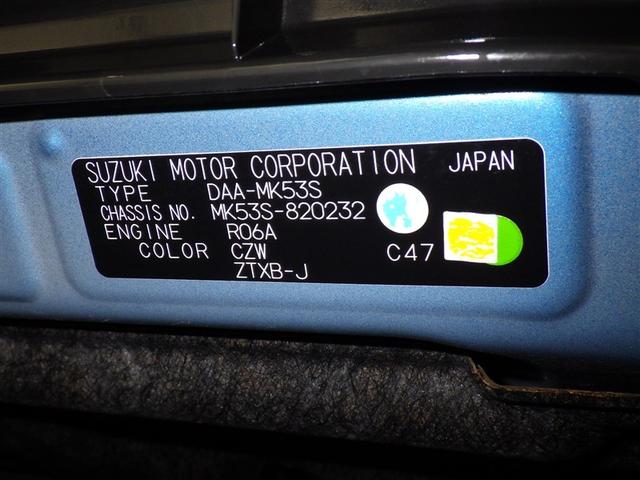 SUZUKI MOTOR CORPORATION JAPAN
TYPE DAA-MK53S
CHASSIS NO. MK53S-820232
ENGINE R06A
COLOR CZW C47
ZTXB-J